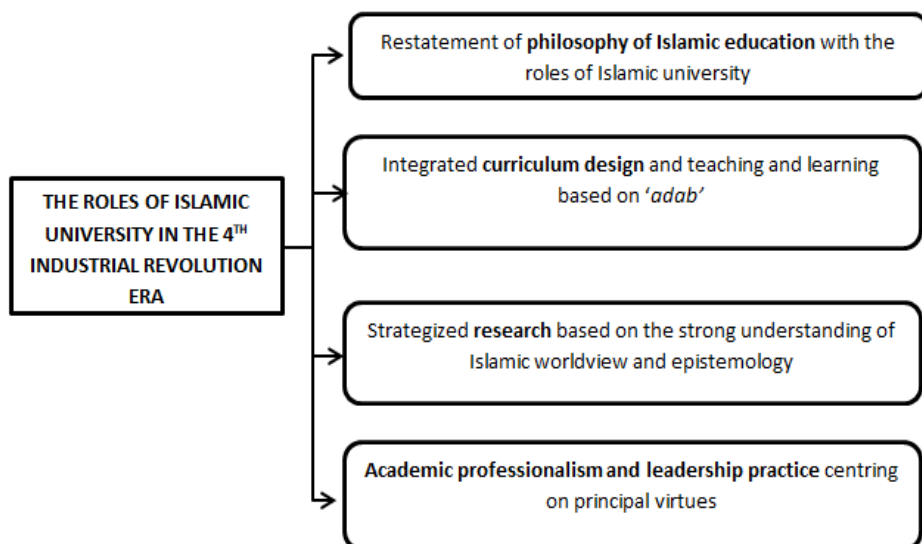 Restatement of philosophy of Islamic education with the
roles of Islamic university
Integrated curriculum design and teaching and learning
based on ‘adab’
THE ROLES OF ISLAMIC
UNIVERSITY IN THE 4TH
INDUSTRIAL REVOLUTION
ERA
Strategized research based on the strong understanding of
Islamic worldview and epistemology
Academic professionalism and leadership practice centring
on principal virtues